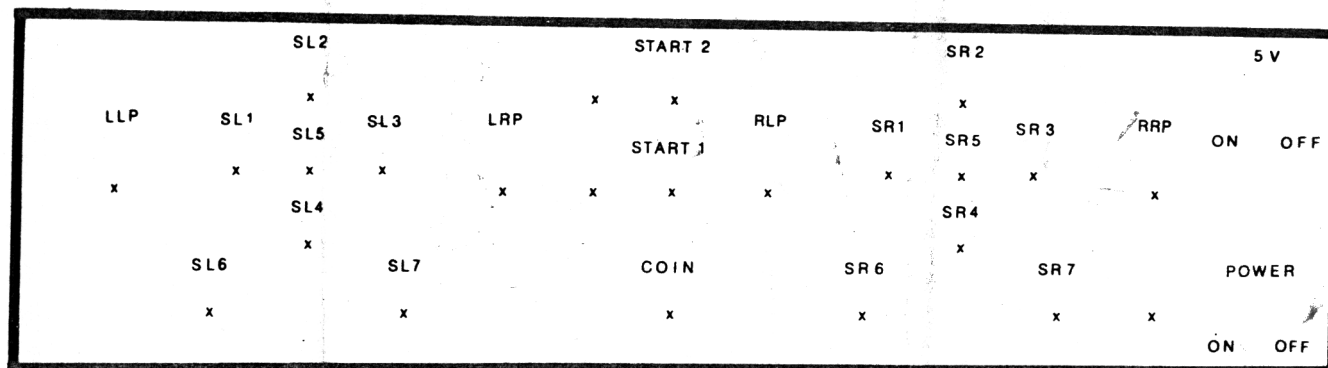 SL2 START 2 SR2 5 V
x x x x
LLP SL1 SL3 LRP RLP SR1 SR3 RRP
SL5 START 1 SR5 ON OFF
x x x x x x x x x x x x
SL4 SR4
x x
SL6 SL7 COIN SR6 SR7 POWER
x x x x x x
ON OFF